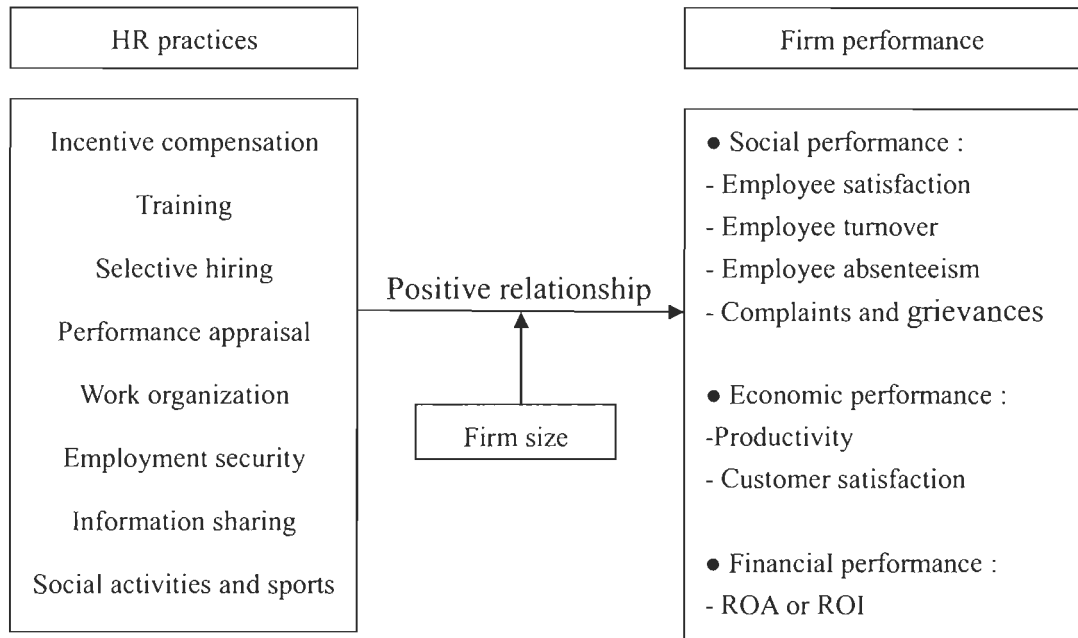 HR practices
Firm performance
Incentive compensation
Training
Selective hiring
Performance appraisal
Work organization
Employment security
Information sharing
Social activities and sports
Positive relationship
Firm size
● Social performance :
- Employee satisfaction
- Employee turnover
- Employee absenteeism
- Complaints and grievances
● Economic performance :
-Productivity
- Customer satisfaction
● Financial performance :
- ROA or ROI